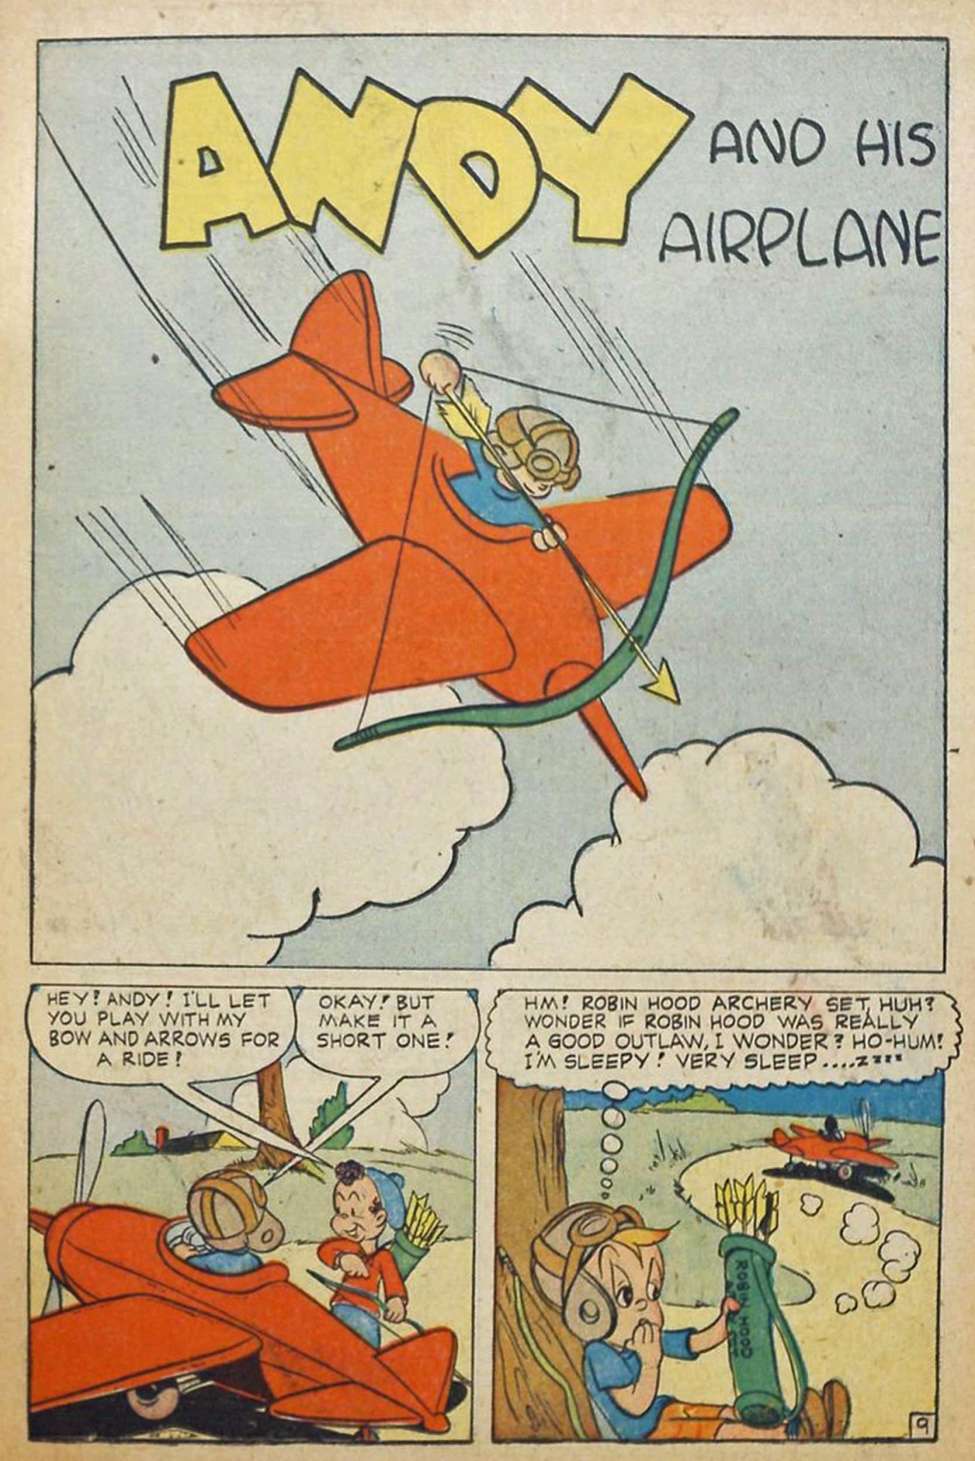 ANDY AND HIS
AIRPLANE
HEY! ANDY! I'LL LET
YOU PLAY WITH MY
BOW AND ARROWS FOR
A RIDE!
OKAY! BUT
MAKE IT A
SHORT ONE!
HM! ROBIN HOOD ARCHERY SET, HUH?
WONDER IF ROBIN HOOD WAS REALLY
A GOOD OUTLAW, I WONDER? HO-HUM!
I'M SLEEPY! VERY SLEEP....ZZZZZ
ROBIN HOOD
SET
9